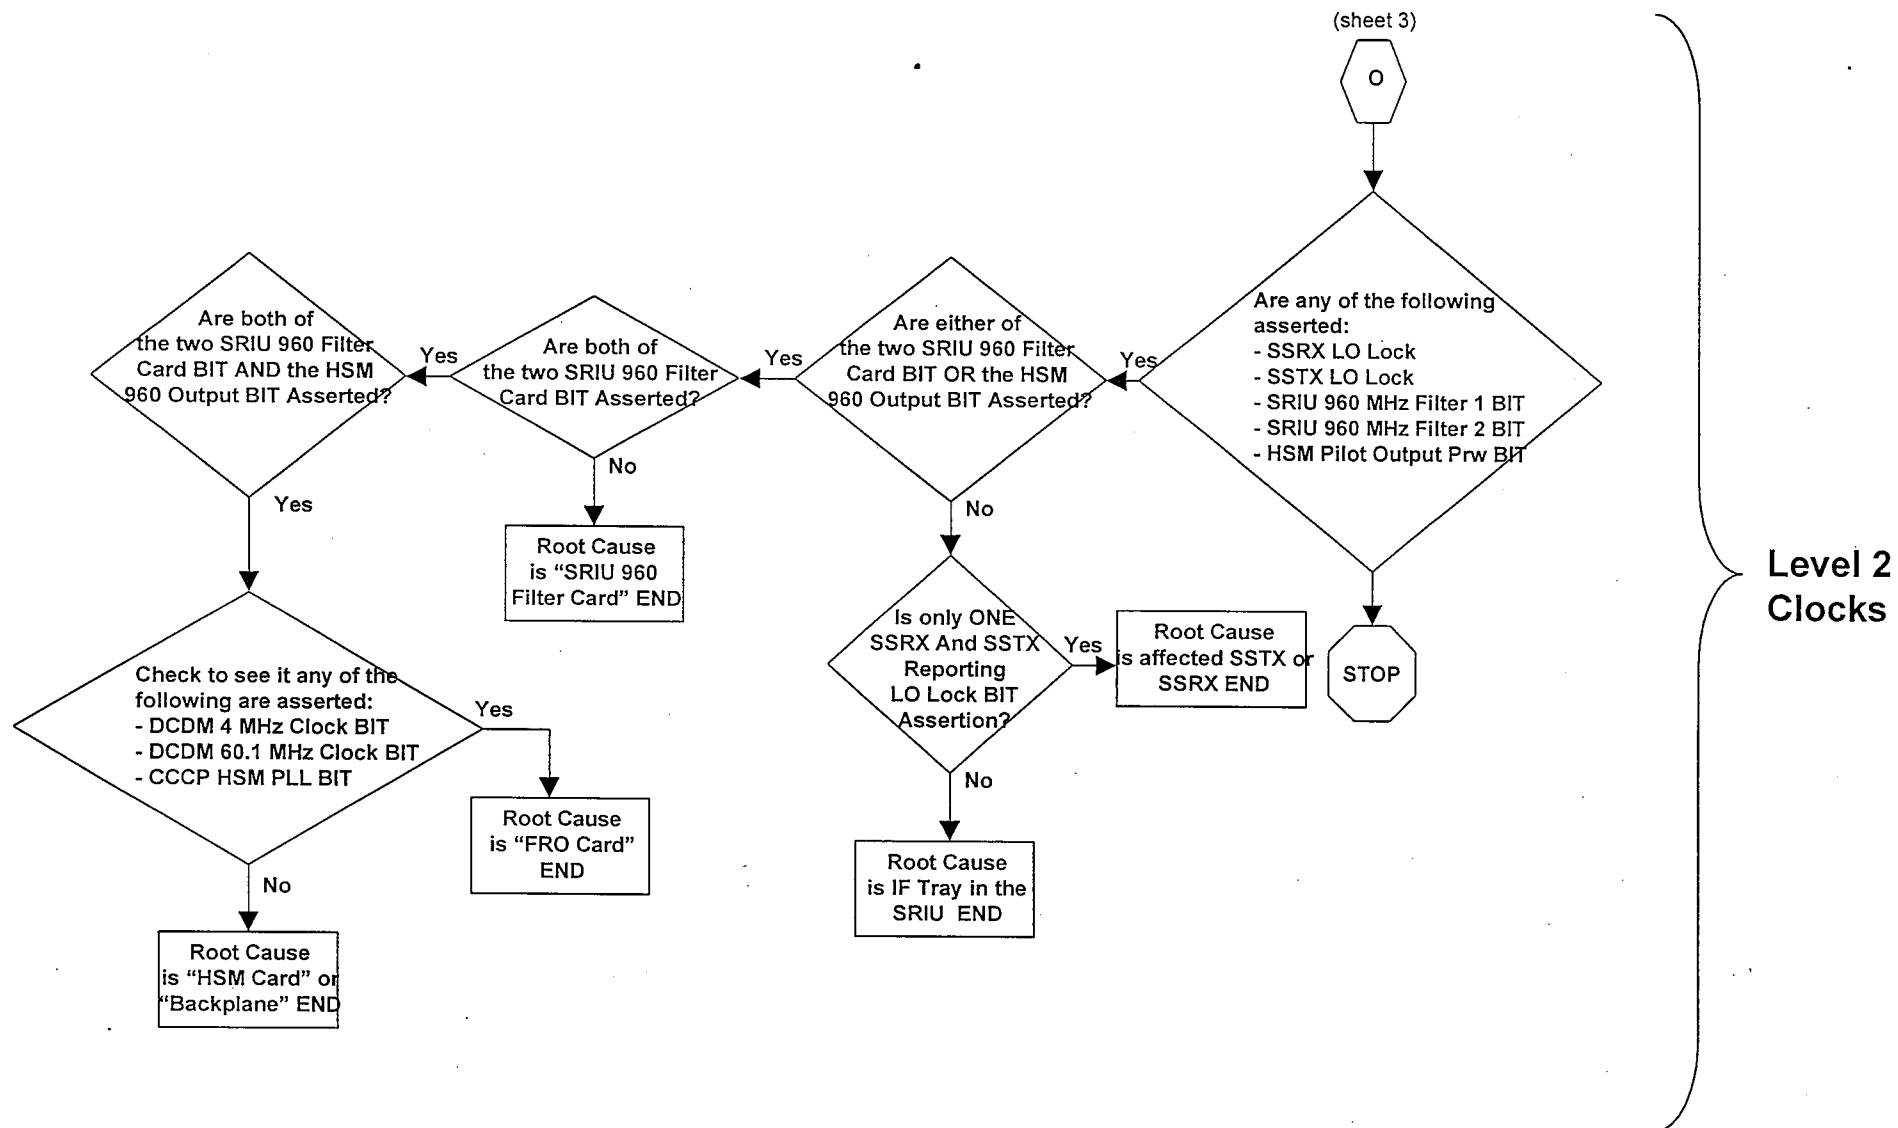 (sheet 3)
O
Are any of the following
asserted:
- SSRX LO Lock
- SSTX LO Lock
- SRIU 960 MHz Filter 1 BIT
- SRIU 960 MHz Filter 2 BIT
- HSM Pilot Output Prw BIT
Yes
STOP
Are either of
the two SRIU 960 Filter
Card BIT OR the HSM
960 Output BIT Asserted?
Yes
No
Is only ONE
SSRX And SSTX
Reporting
LO Lock BIT
Assertion?
Yes
Root Cause
is affected SSTX or
SSRX END
No
Root Cause
is IF Tray in the
SRIU END
Are both of
the two SRIU 960 Filter
Card BIT Asserted?
Yes
No
Root Cause
is “SRIU 960
Filter Card” END
Are both of
the two SRIU 960 Filter
Card BIT AND the HSM
960 Output BIT Asserted?
Yes
Check to see it any of the
following are asserted:
- DCDM 4 MHz Clock BIT
- DCDM 60.1 MHz Clock BIT
- CCCP HSM PLL BIT
Yes
Root Cause
is “FRO Card”
END
No
Root Cause
is “HSM Card” or
“Backplane” END
Level 2
Clocks